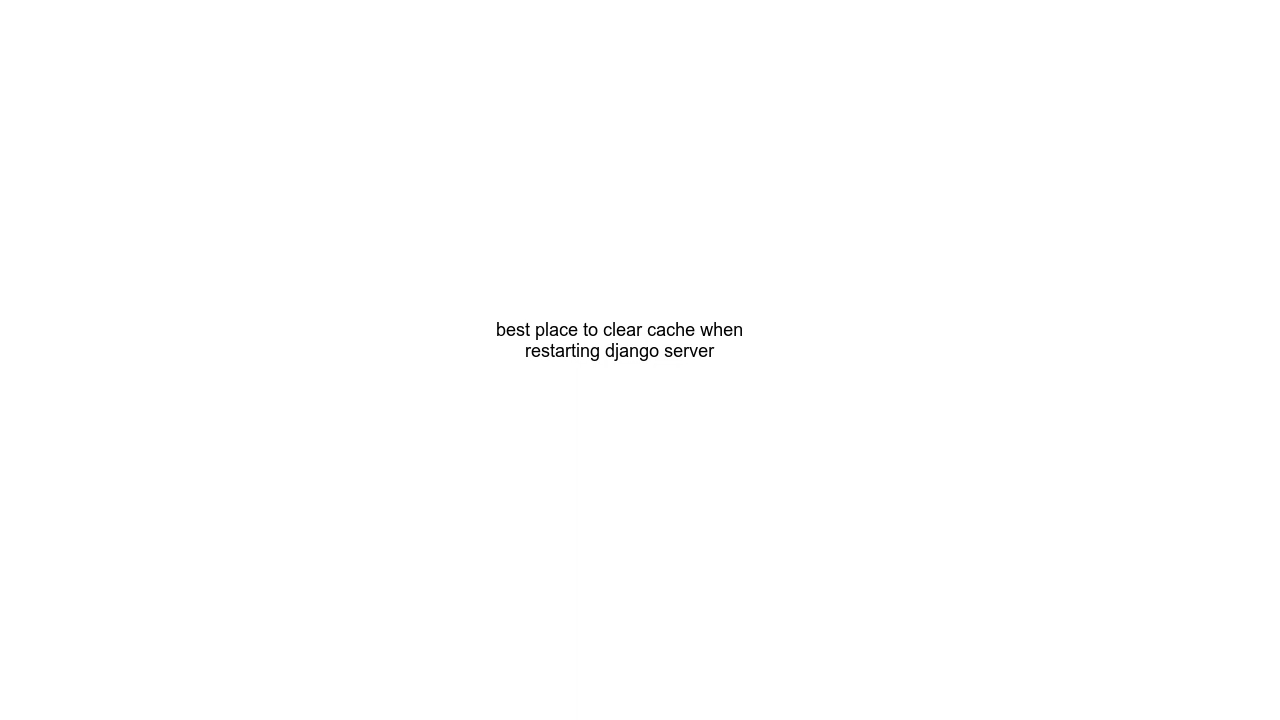 best place to clear cache when
restarting django server